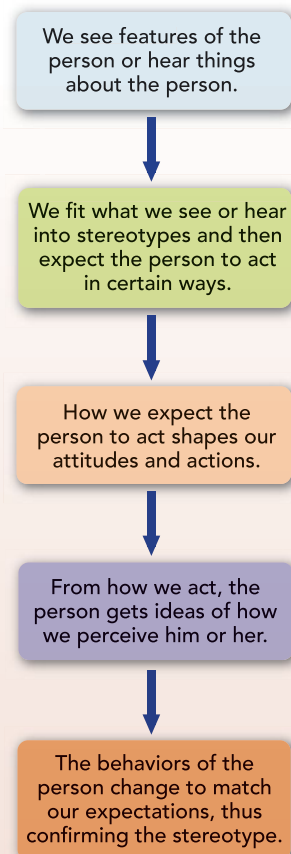 We see features of the
person or hear things
about the person.
We fit what we see or hear
into stereotypes and then
expect the person to act
in certain ways.
How we expect the
person to act shapes our
attitudes and actions.
From how we act, the
person gets ideas of how
we perceive him or her.
The behaviors of the
person change to match
our expectations, thus
confirming the stereotype.